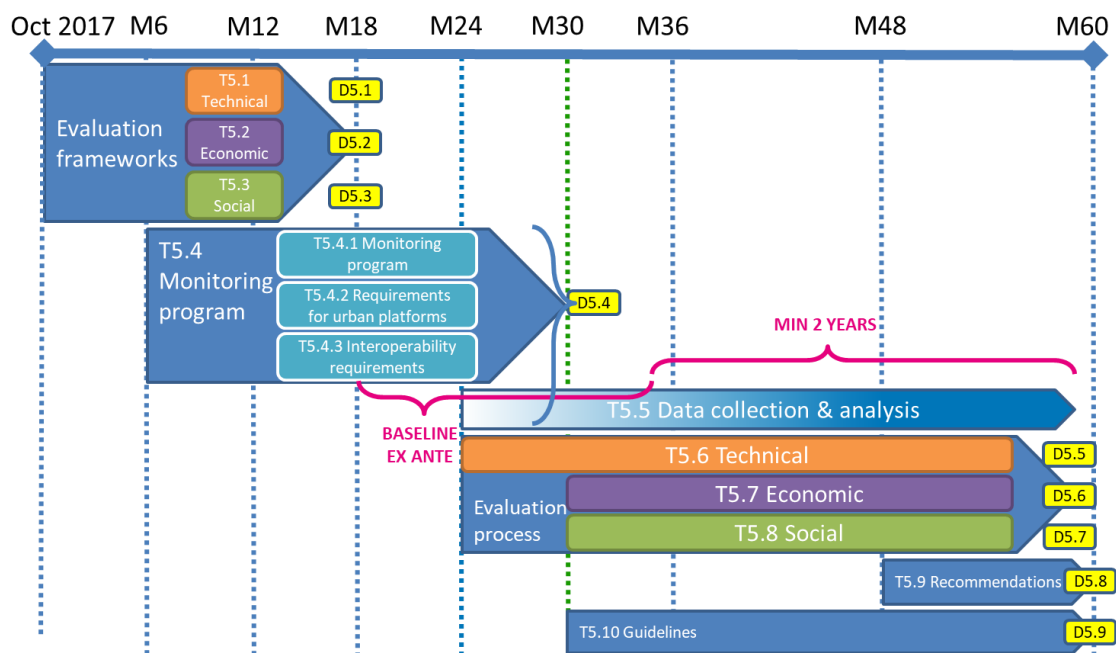 Oct 2017 M6 M12 M18 M24 M30 M36 M48 M60
Evaluation
frameworks
T5.1
Technical
T5.2
Economic
T5.3
Social
D5.1
D5.2
D5.3
T5.4
Monitoring
program
T5.4.1 Monitoring
program
T5.4.2 Requirements
for urban platforms
T5.4.3 Interoperability
requirements
D5.4
MIN 2 YEARS
BASELINE
EX ANTE
T5.5 Data collection & analysis
Evaluation
process
T5.6 Technical
T5.7 Economic
T5.8 Social
D5.5
D5.6
D5.7
T5.9 Recommendations
D5.8
T5.10 Guidelines
D5.9